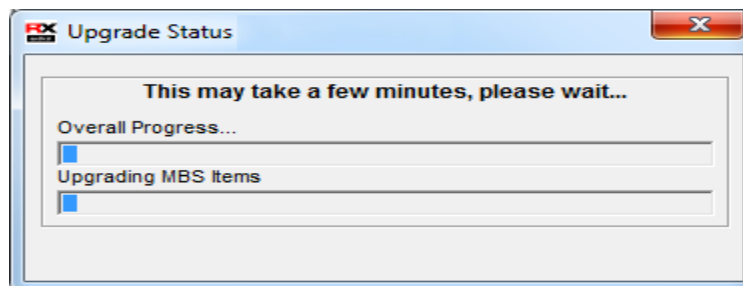 Upgrade Status
This may take a few minutes, please wait...
Overall Progress...
Upgrading MBS Items